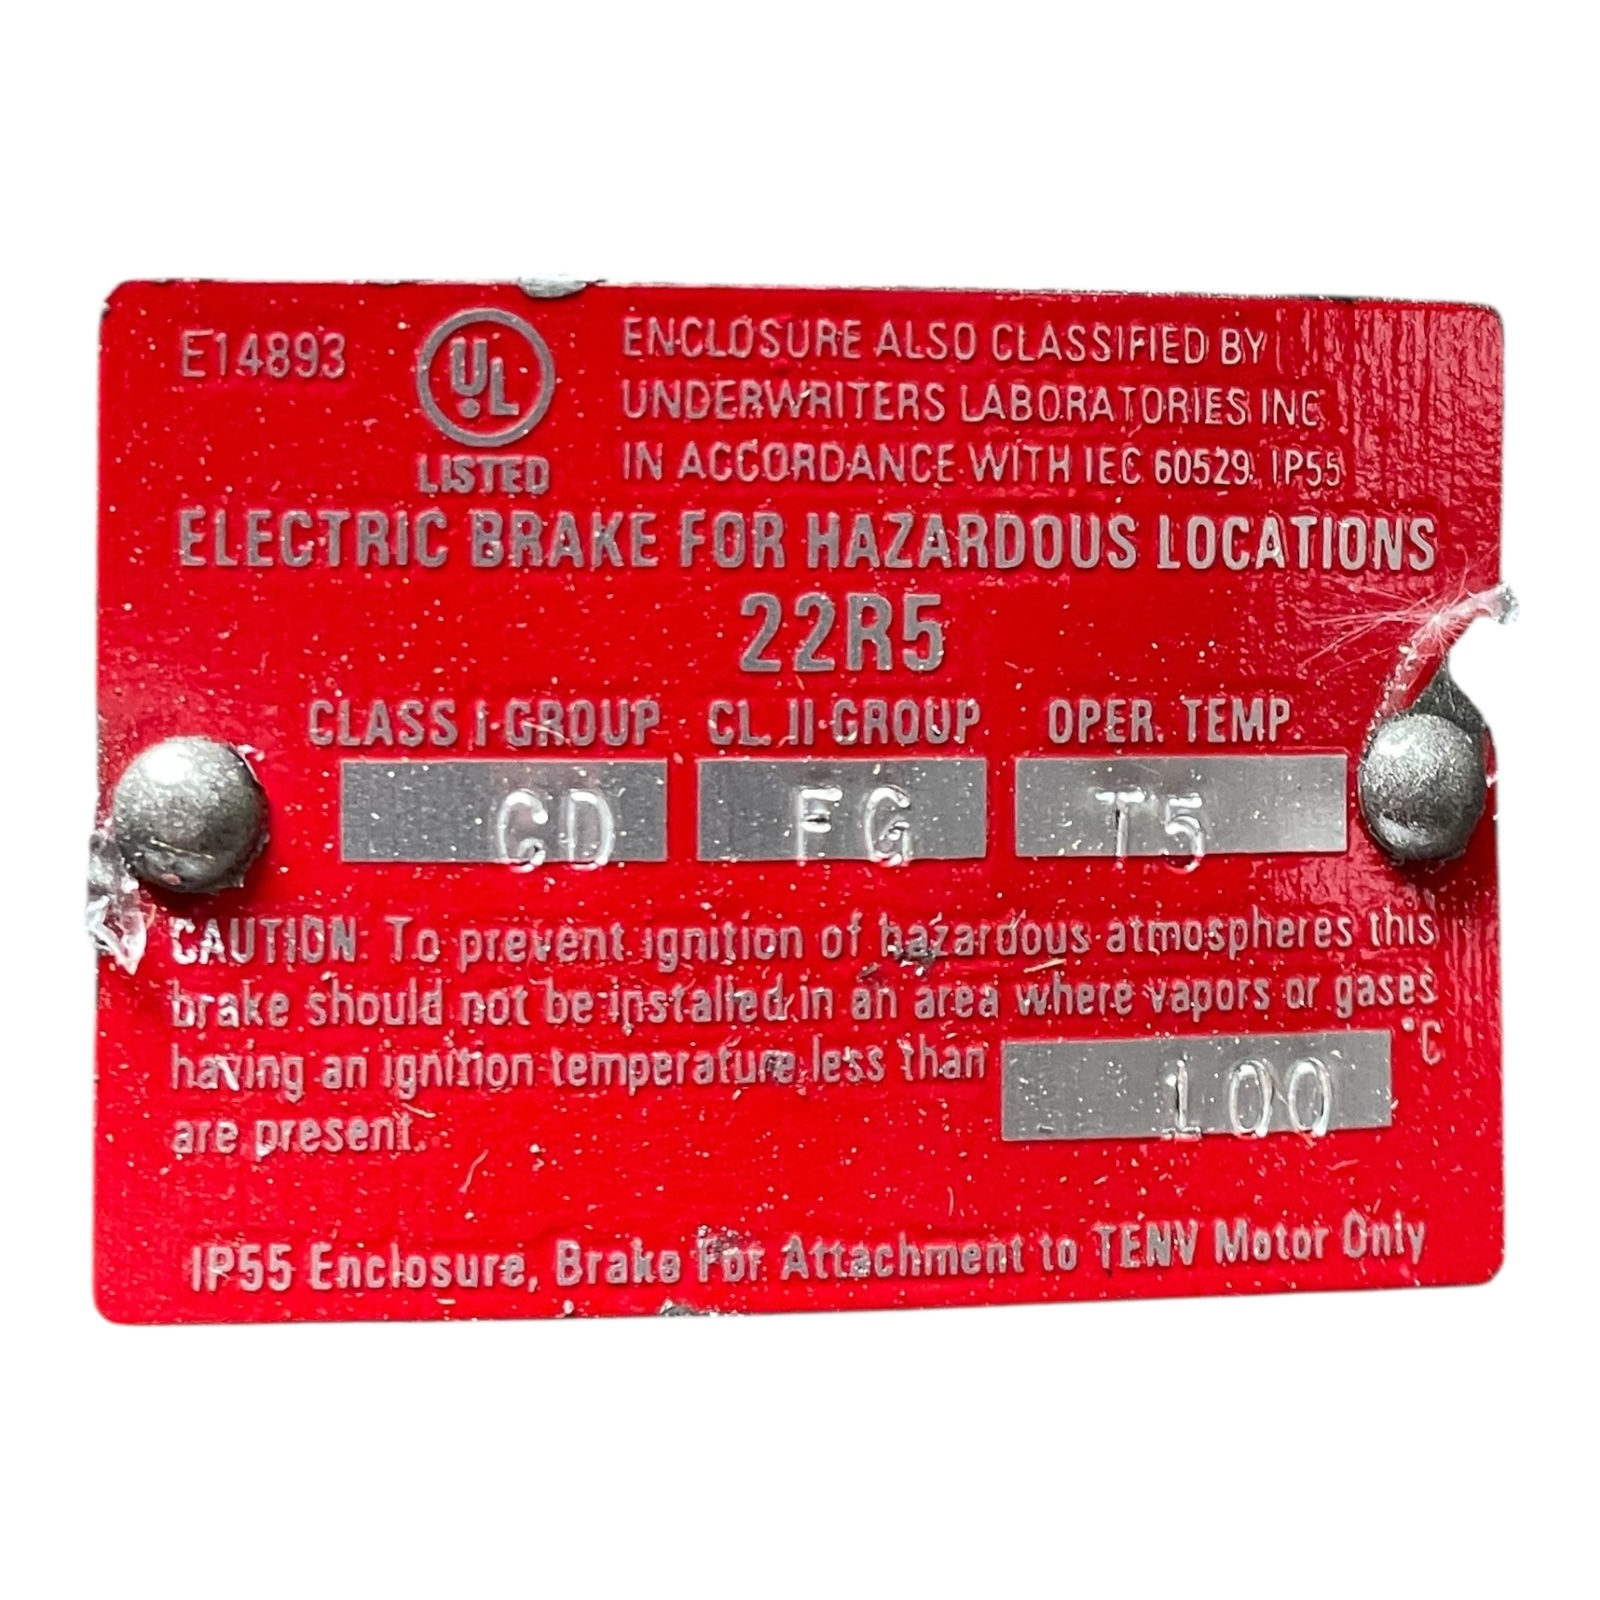 E14893
UL
LISTED
ENCLOSURE ALSO CLASSIFIED BY
UNDERWRITERS LABORATORIES INC
IN ACCORDANCE WITH IEC 60529. IP55
ELECTRIC BRAKE FOR HAZARDOUS LOCATIONS
22R5
CLASS I-GROUP CL. II-GROUP OPER. TEMP.
CD FG T5
CAUTION: To prevent ignition of hazardous atmospheres this
brake should not be installed in an area where vapors or gases
having an ignition temperature less than 100 °C
are present.
IP55 Enclosure, Brake For Attachment to TENV Motor Only